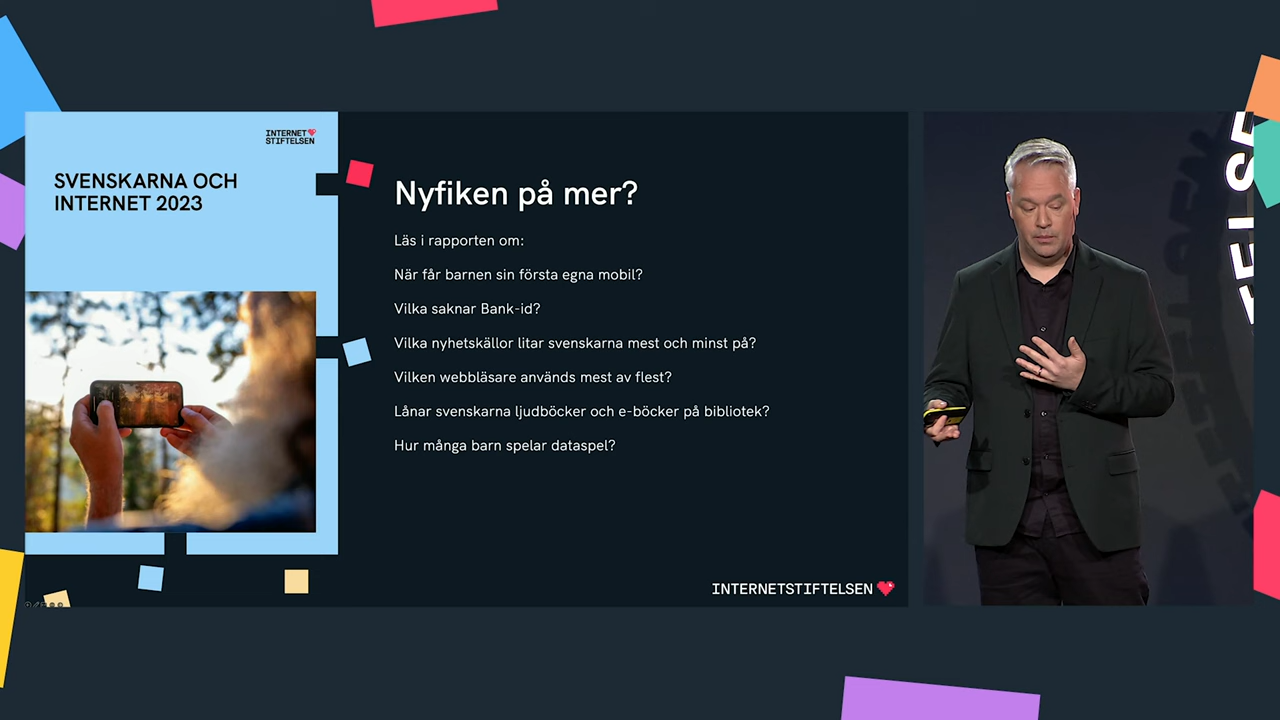 INTERNET
STIFTELSEN
SVENSKARNA OCH
INTERNET 2023
Nyfiken på mer?
Läs i rapporten om:
När får barnen sin första egna mobil?
Vilka saknar Bank-id?
Vilka nyhetskällor litar svenskarna mest och minst på?
Vilken webbläsare används mest av flest?
Lånar svenskarna ljudböcker och e-böcker på bibliotek?
Hur många barn spelar dataspel?
INTERNETSTIFTELSEN